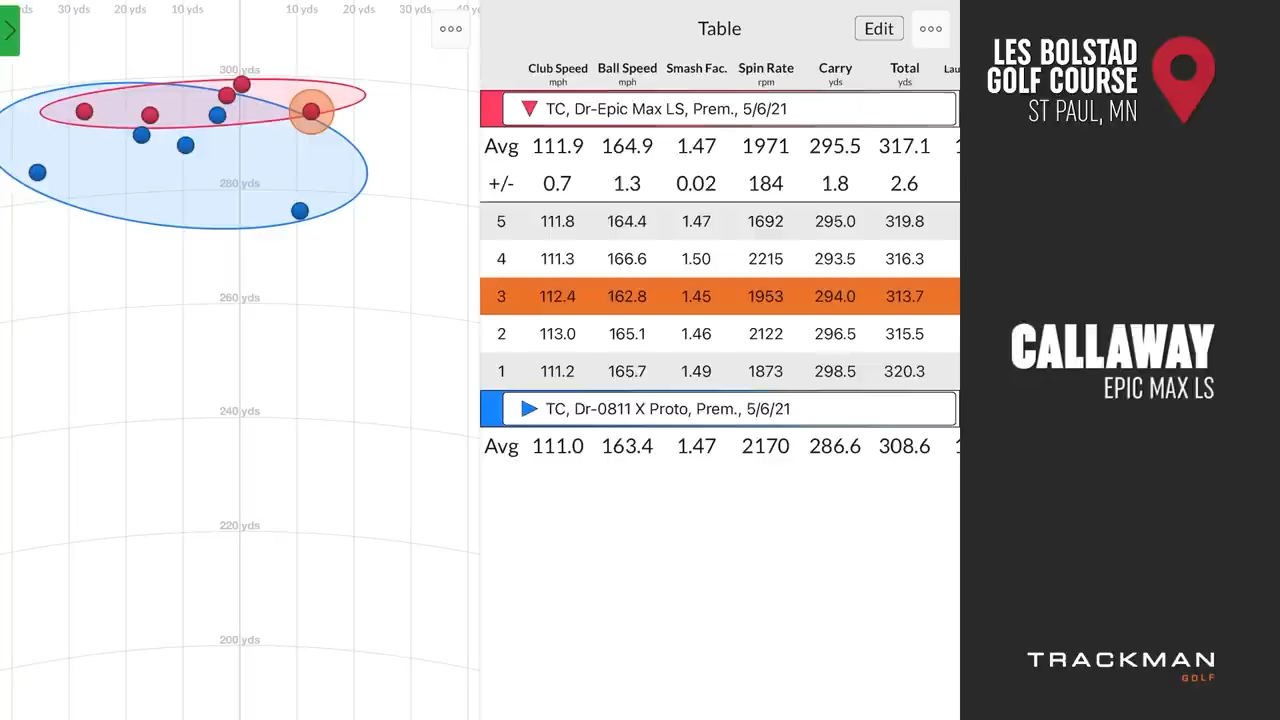 30 yds 20 yds 10 yds 10 yds 20 yds 30 yds
300 yds
280 yds
260 yds
240 yds
220 yds
200 yds
Table
Edit
Club Speed Ball Speed Smash Fac. Spin Rate Carry Total
mph mph rpm yds yds
TC, Dr-Epic Max LS, Prem., 5/6/21
Avg 111.9 164.9 1.47 1971 295.5 317.1
+/- 0.7 1.3 0.02 184 1.8 2.6
5 111.8 164.4 1.47 1692 295.0 319.8
4 111.3 166.6 1.50 2215 293.5 316.3
3 112.4 162.8 1.45 1953 294.0 313.7
2 113.0 165.1 1.46 2122 296.5 315.5
1 111.2 165.7 1.49 1873 298.5 320.3
TC, Dr-0811 X Proto, Prem., 5/6/21
Avg 111.0 163.4 1.47 2170 286.6 308.6
LES BOLSTAD
GOLF COURSE
ST PAUL, MN
CALLAWAY
EPIC MAX LS
TRACKMAN
GOLF